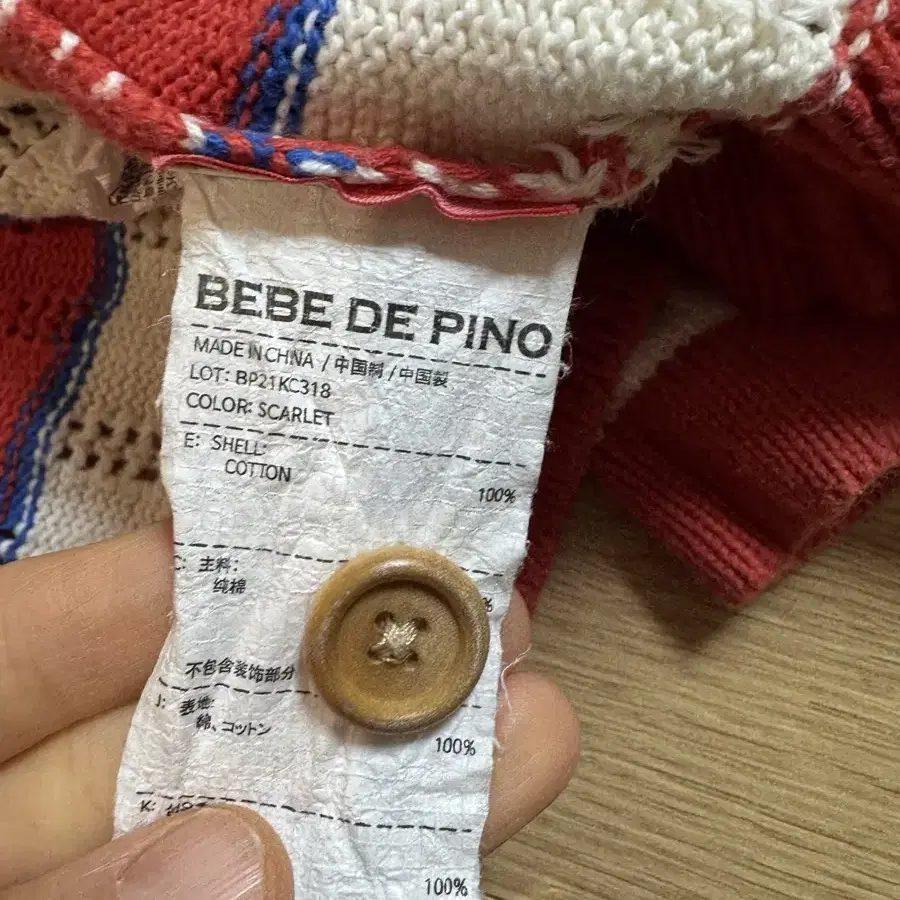 BEBE DE PINO
MADE IN CHINA / 中国制 / 中国製
LOT: BP21KC318
COLOR: SCARLET
E: SHELL:
COTTON
100%
C: 主料:
纯棉
%
不包含装饰部分
J: 表地:
綿、コットン
100%
K:
100%